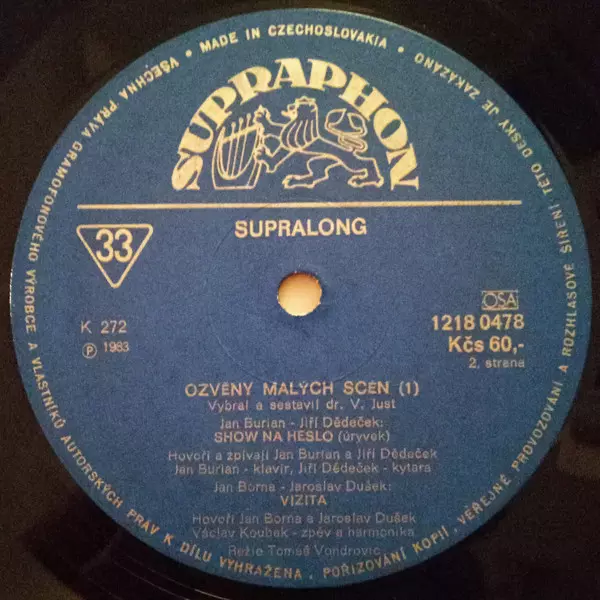 VŠECHNA PRÁVA GRAMOFONOVÉHO VÝROBCE A VLASTNÍKŮ AUTORSKÝCH PRÁV K DÍLU VYHRAŽENA . POŘIZOVÁNÍ KOPIÍ, VEŘEJNÉ PROVOZOVÁNÍ A ROZHLASOVÉ ŠÍŘENÍ TÉTO DESKY JE ZAKÁZÁNO • MADE IN CZECHOSLOVAKIA •
SUPRAPHON
SUPRALONG
33
K 272
Ⓟ 1983
OSA
1218 0478
Kčs 60,-
2. strana
OZVĚNY MALÝCH SCÉN (1)
Vybral a sestavil dr. V. Just
Jan Burian - Jiří Dědeček:
SHOW NA HESLO (úryvek)
Hovoří a zpívají Jan Burian a Jiří Dědeček
Jan Burian - klavír, Jiří Dědeček - kytara
Jan Borna - Jaroslav Dušek:
VIZITA
Hovoří Jan Borna a Jaroslav Dušek
Václav Koubek - zpěv a harmonika
Režie Tomáš Vondrovic